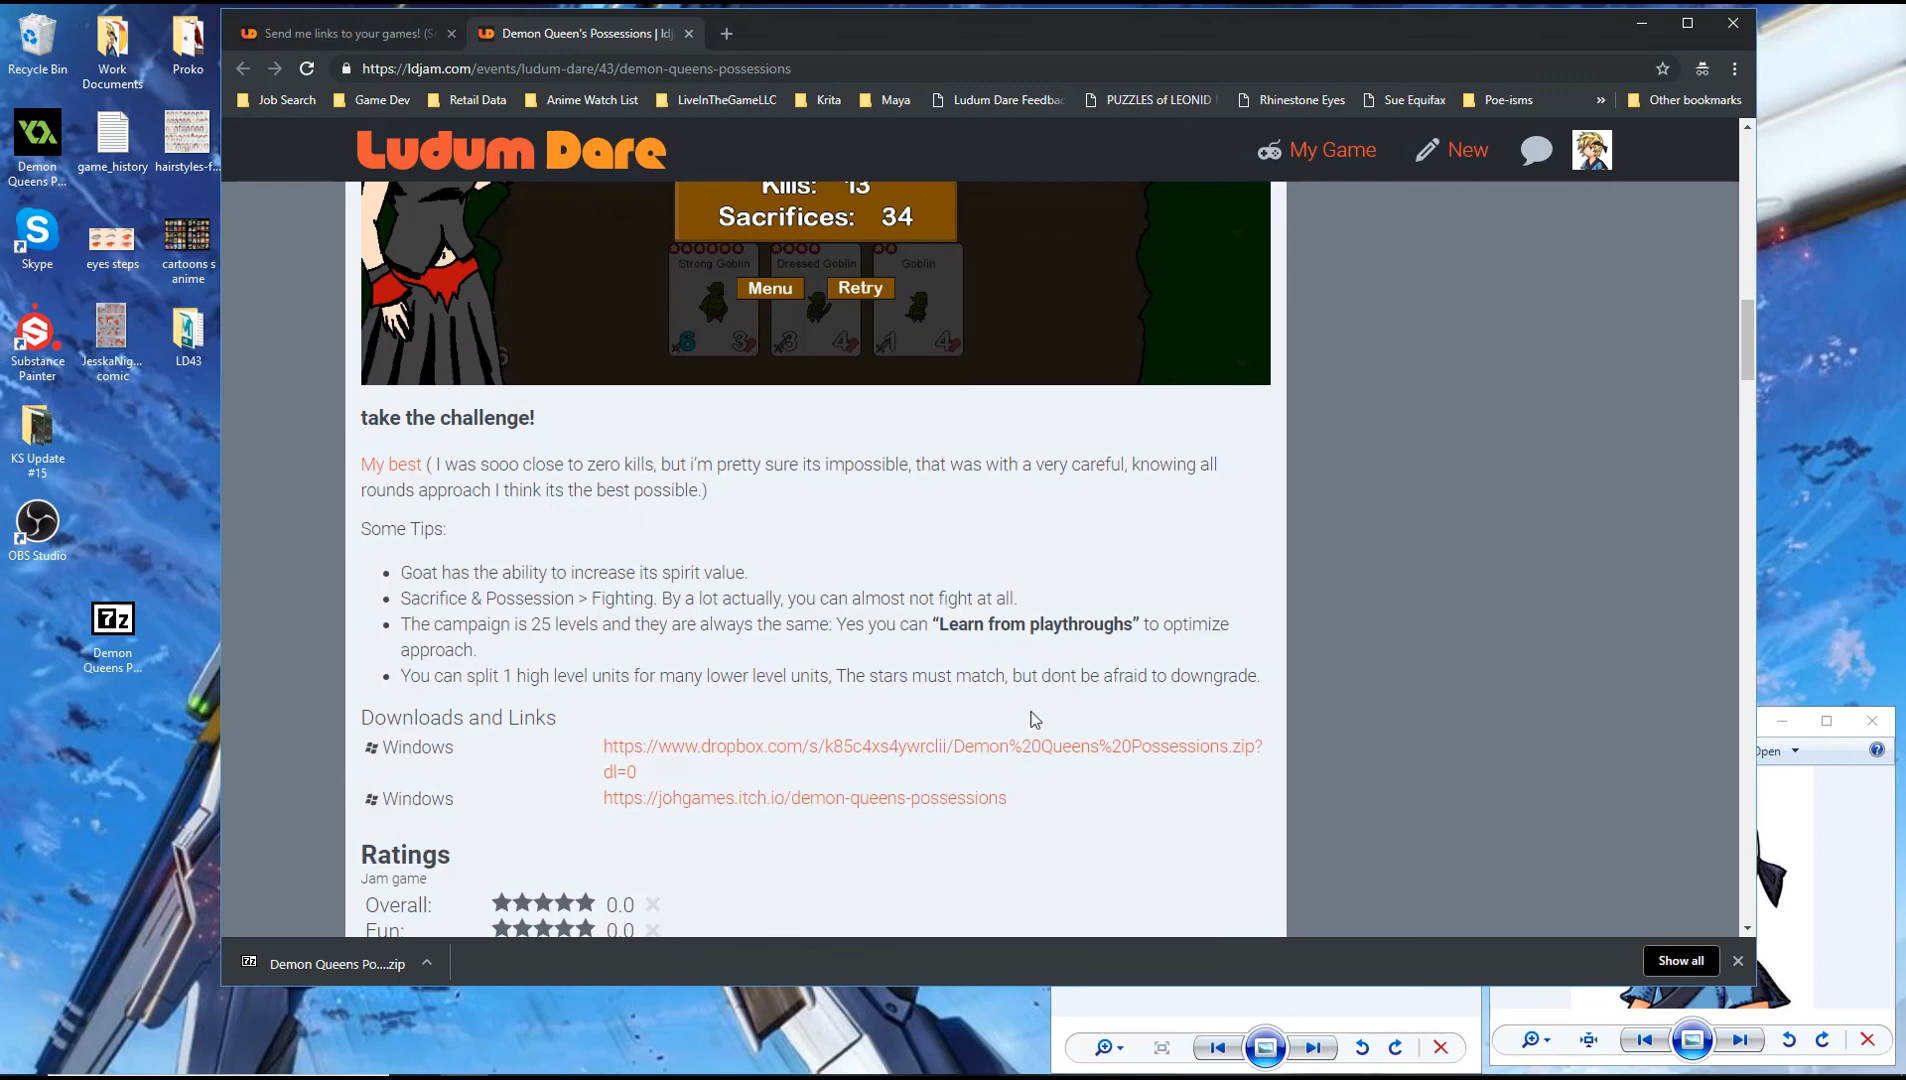 Send me links to your games! (S
Demon Queen's Possessions | ldj
https://ldjam.com/events/ludum-dare/43/demon-queens-possessions
Job Search
Game Dev
Retail Data
Anime Watch List
LiveInTheGameLLC
Krita
Maya
Ludum Dare Feedba
PUZZLES of LEONID
Rhinestone Eyes
Sue Equifax
Poe-isms
»
Other bookmarks
Ludum Dare
My Game
New
Kills: 13
Sacrifices: 34
Strong Goblin
Dressed Goblin
Goblin
Menu
Retry
6 3
3 4
1 4
take the challenge!
My best ( I was sooo close to zero kills, but i'm pretty sure its impossible, that was with a very careful, knowing all
rounds approach I think its the best possible.)
Some Tips:
• Goat has the ability to increase its spirit value.
• Sacrifice & Possession > Fighting. By a lot actually, you can almost not fight at all.
• The campaign is 25 levels and they are always the same: Yes you can “Learn from playthroughs” to optimize
approach.
• You can split 1 high level units for many lower level units, The stars must match, but dont be afraid to downgrade.
Downloads and Links
Windows https://www.dropbox.com/s/k85c4xs4ywrclii/Demon%20Queens%20Possessions.zip?
dl=0
Windows https://johgames.itch.io/demon-queens-possessions
Ratings
Jam game
Overall: 0.0
Fun: 0.0
Demon Queens Po....zip
Show all
Recycle Bin
Work
Documents
Proko
Demon
Queens P...
game_history
hairstyles-f...
Skype
eyes steps
cartoons s
anime
Substance
Painter
JesskaNig...
comic
LD43
KS Update
#15
OBS Studio
7z
Demon
Queens P...
Open